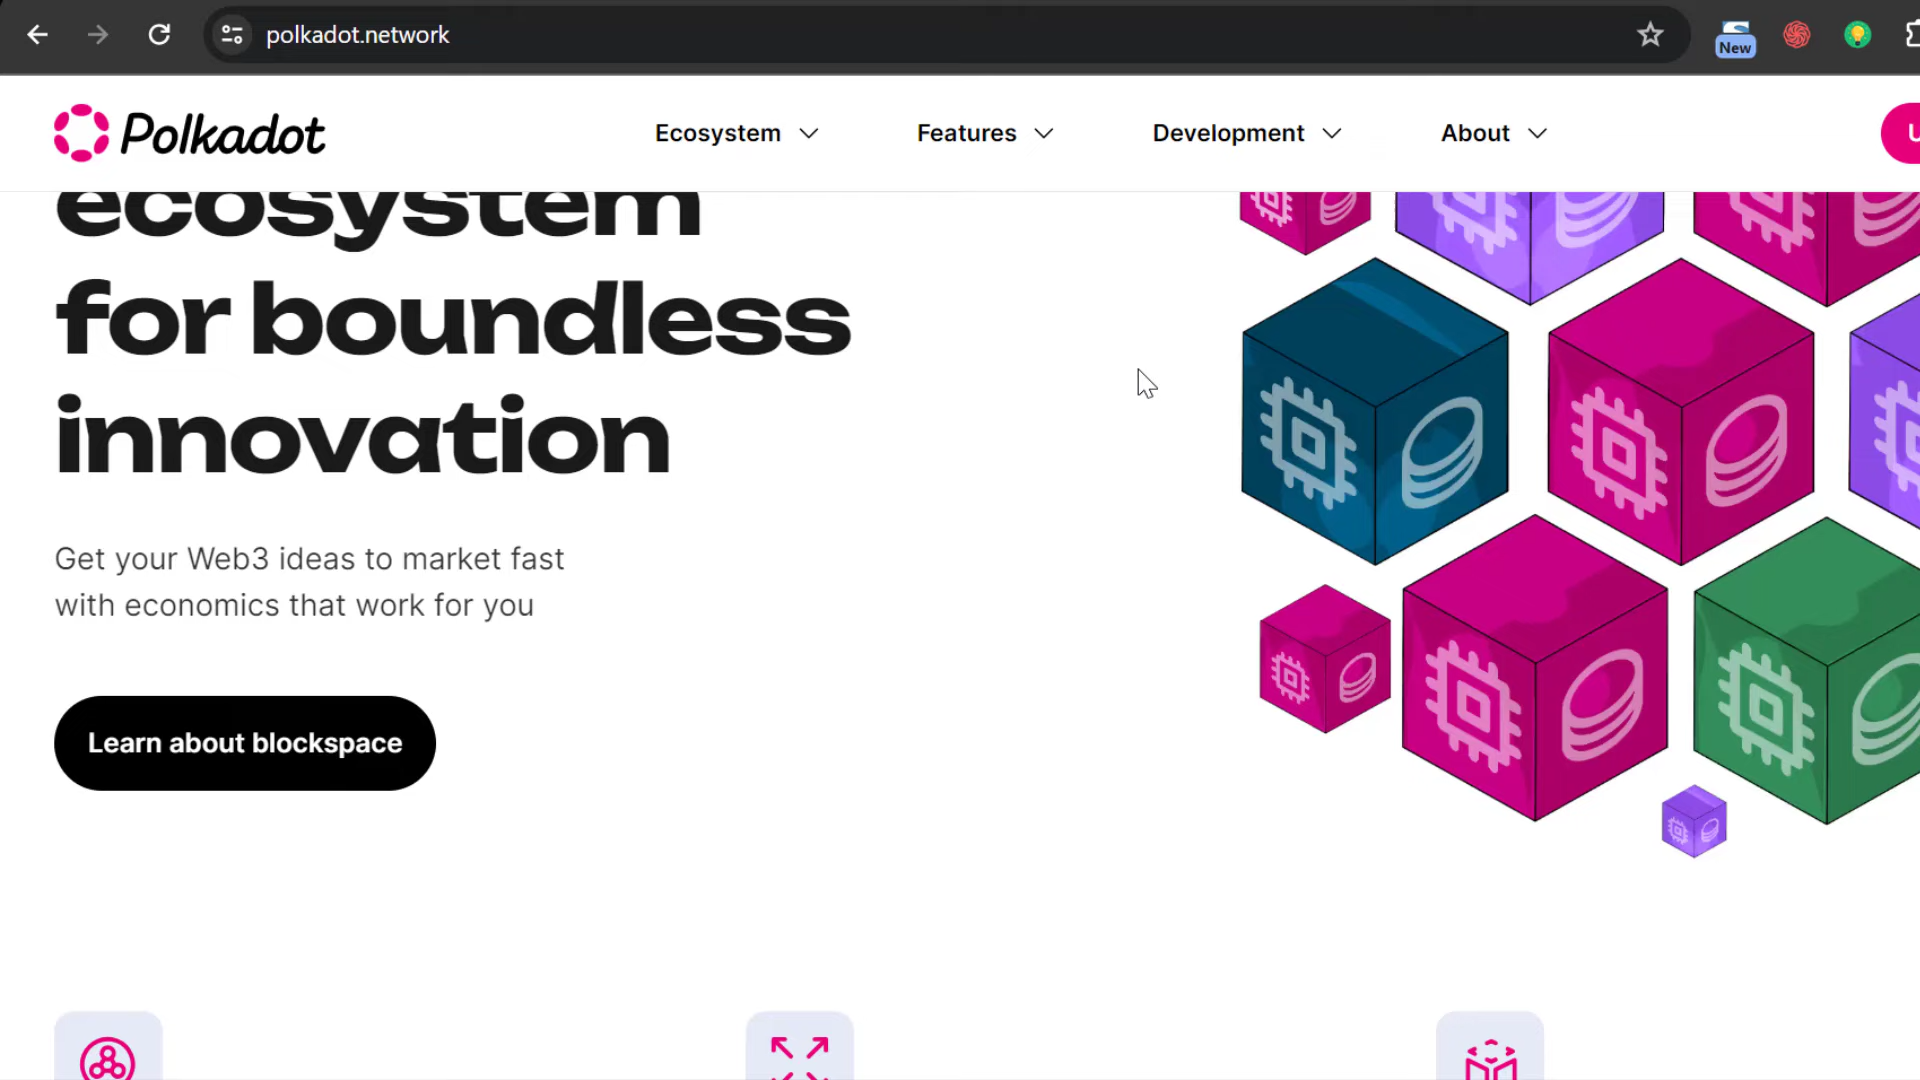 polkadot.network
New
Polkadot
Ecosystem
Features
Development
About
U
ecosystem
for boundless
innovation
Get your Web3 ideas to market fast
with economics that work for you
Learn about blockspace